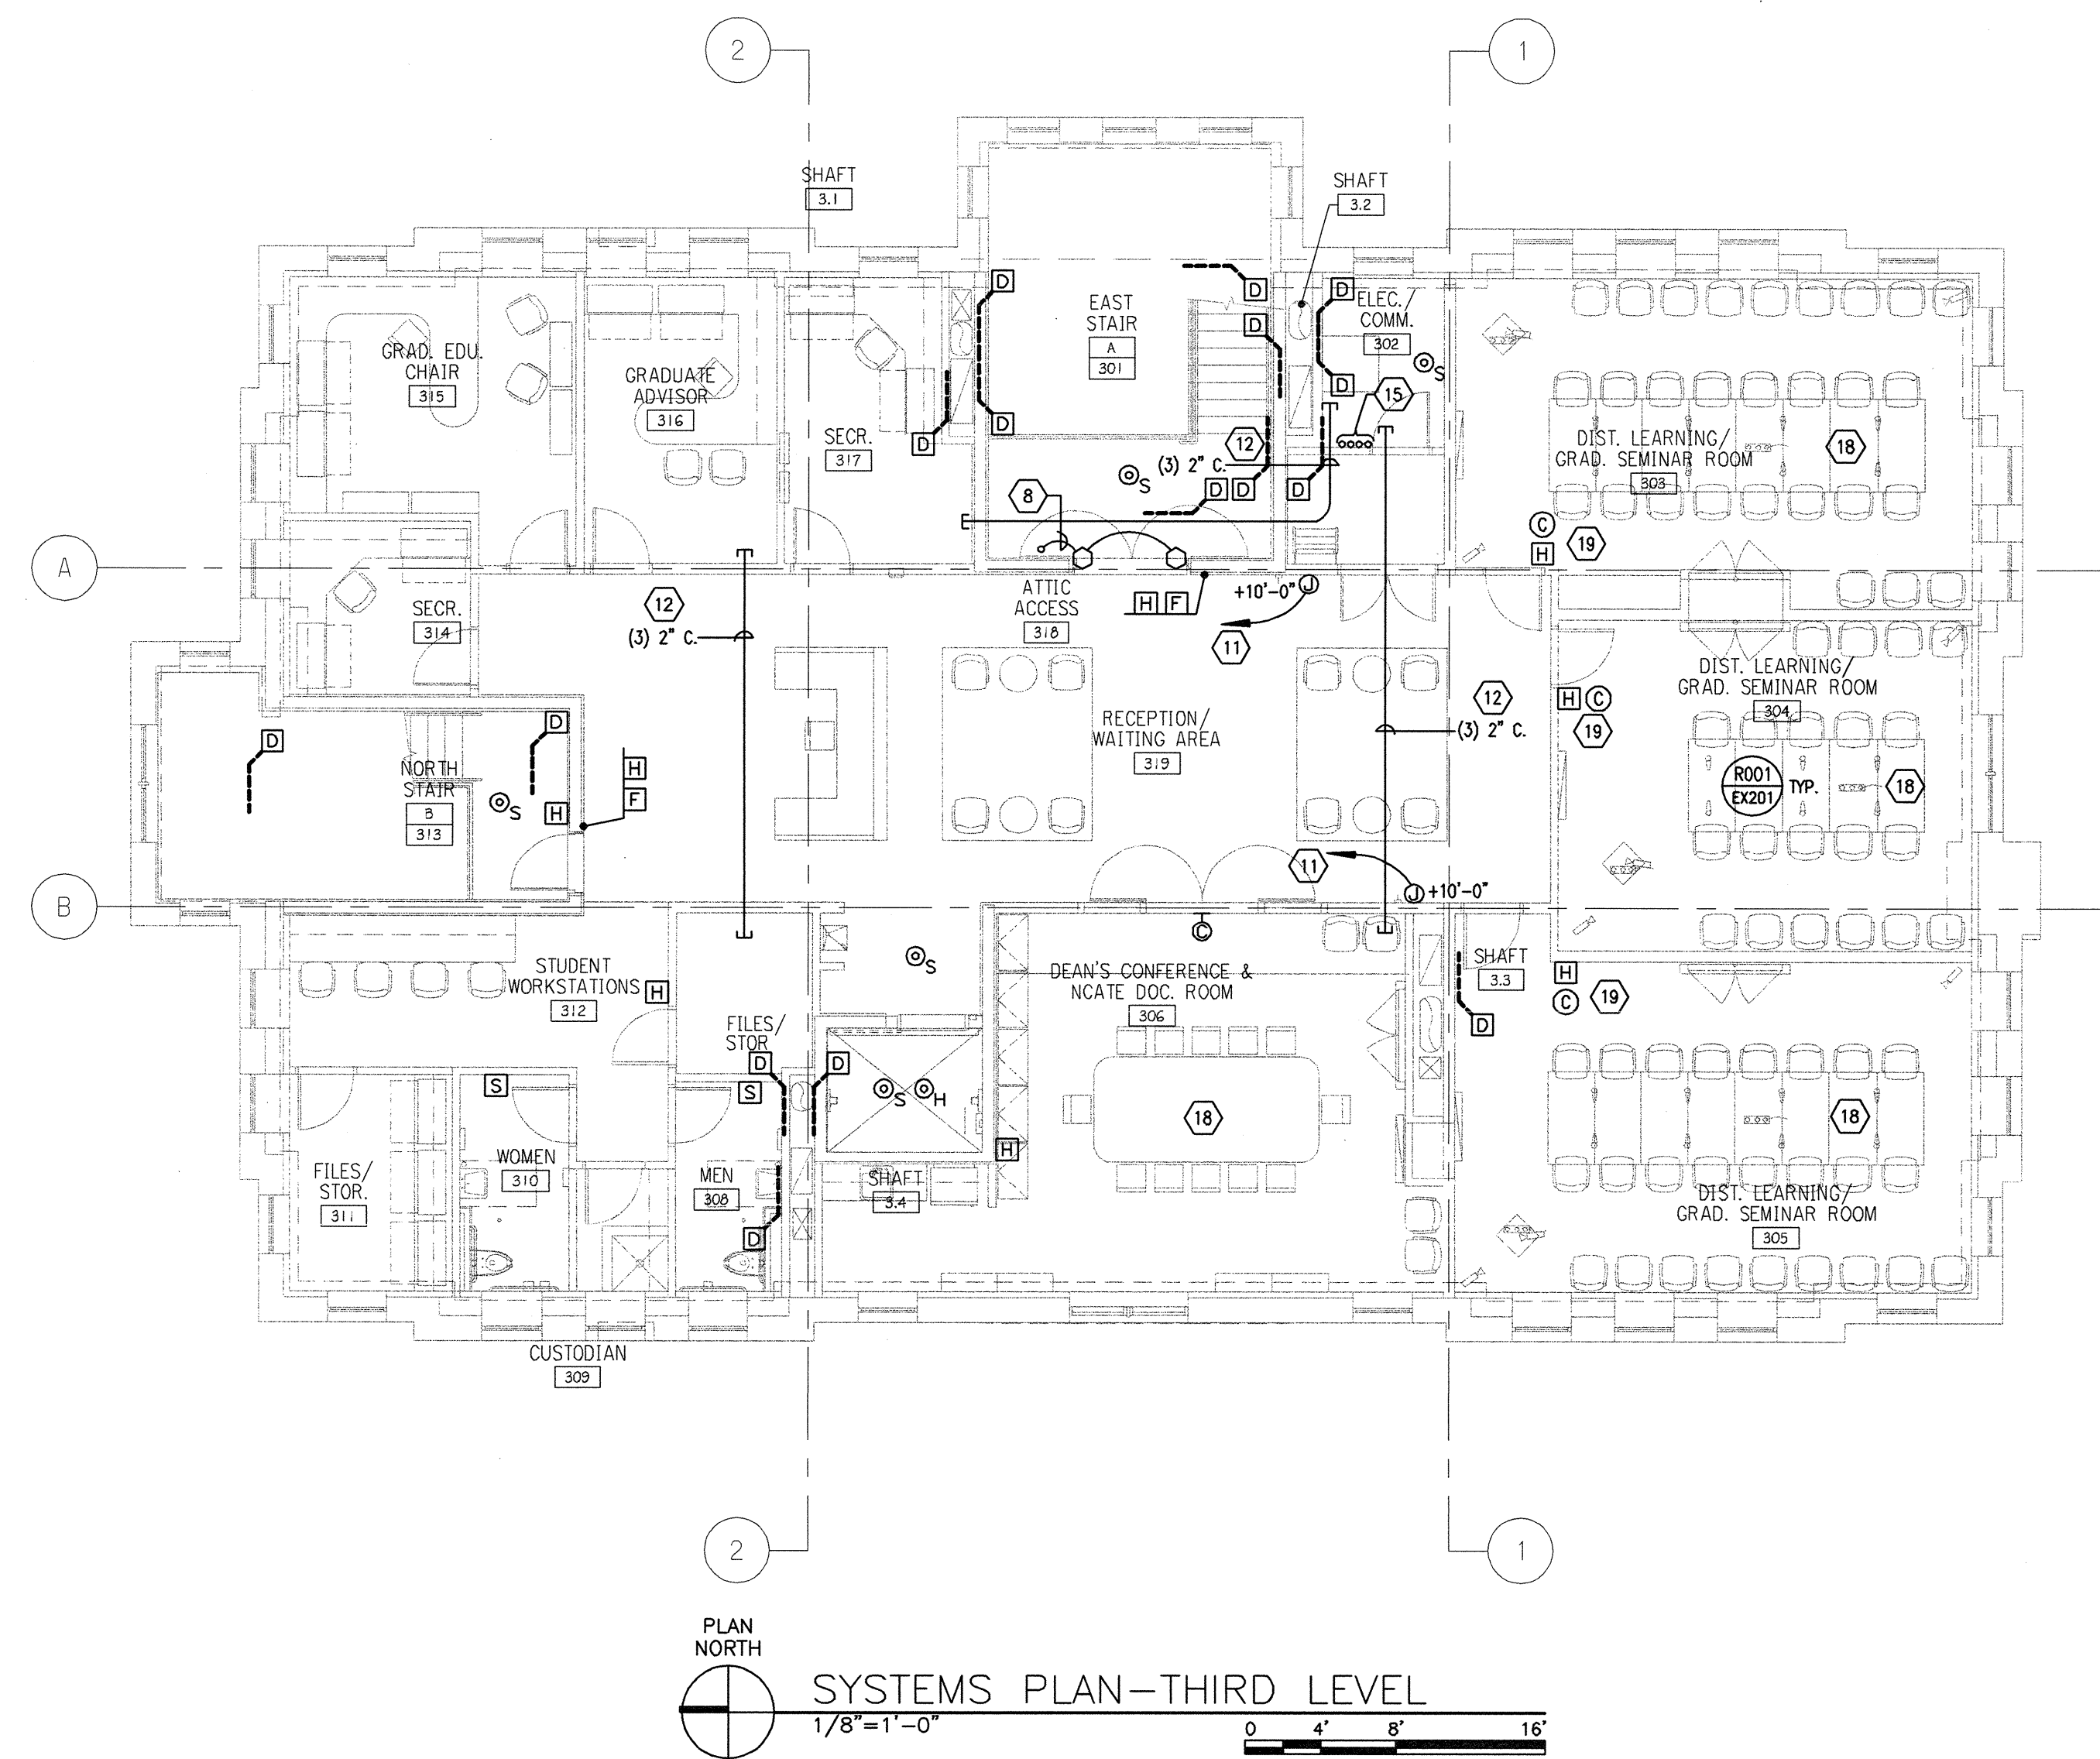 2
1
SHAFT
3.1
SHAFT
3.2
D
D
D
D
EAST
STAIR
A
301
ELEC./
COMM.
302
S
D
D
D
GRAD. EDU.
CHAIR
315
GRADUATE
ADVISOR
316
SECR.
317
15
12
(3) 2" C.
S
D
D
D
8
DIST. LEARNING/
GRAD. SEMINAR ROOM
303
18
C
H
19
A
SECR.
314
12
(3) 2" C.
ATTIC
ACCESS
318
H
F
+10'-0"
J
11
DIST. LEARNING/
GRAD. SEMINAR ROOM
304
H
C
19
12
(3) 2" C.
RECEPTION/
WAITING AREA
319
D
D
NORTH
STAIR
B
313
S
H
H
F
R001
EX201
TYP.
18
11
J
+10'-0"
B
C
STUDENT
WORKSTATIONS
312
H
S
DEAN'S CONFERENCE &
NCATE DOC. ROOM
306
SHAFT
3.3
D
H
C
19
FILES/
STOR
D
D
S
S
S
H
18
18
H
FILES/
STOR.
311
WOMEN
310
MEN
308
D
SHAFT
3.4
DIST. LEARNING/
GRAD. SEMINAR ROOM
305
CUSTODIAN
309
2
1
PLAN
NORTH
SYSTEMS PLAN-THIRD LEVEL
1/8"=1'-0"
0 4' 8' 16'